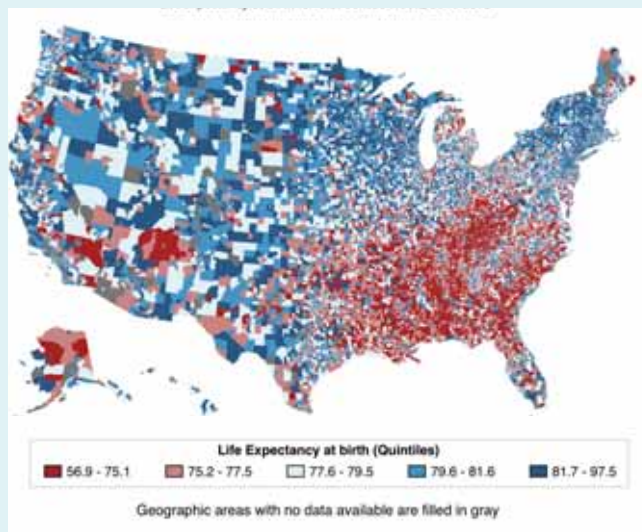 Life Expectancy at birth (Quintiles)
56.9 - 75.1 75.2 - 77.5 77.6 - 79.5 79.6 - 81.6 81.7 - 97.5
Geographic areas with no data available are filled in gray